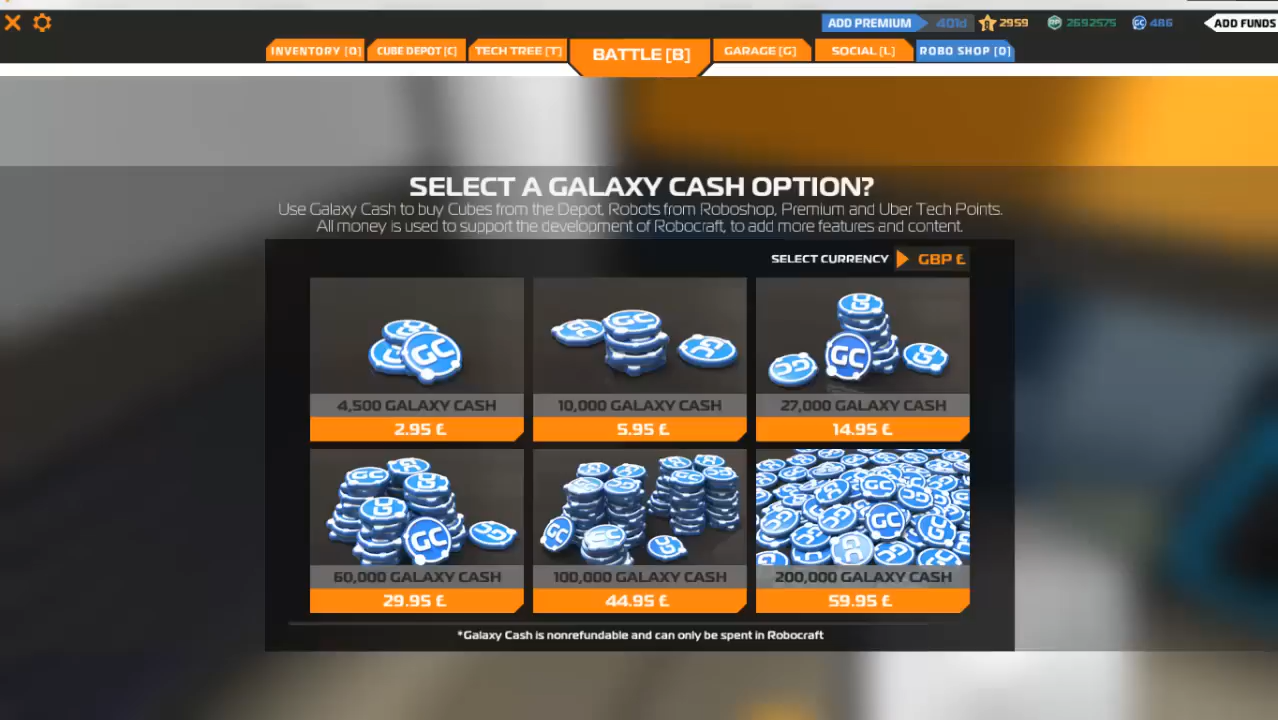 ADD PREMIUM 401d 2959 2692575 GC 486 ADD FUNDS
INVENTORY [O] CUBE DEPOT [C] TECH TREE [T] BATTLE [B] GARAGE [G] SOCIAL [L] ROBO SHOP [O]
SELECT A GALAXY CASH OPTION?
Use Galaxy Cash to buy Cubes from the Depot, Robots from Roboshop, Premium and Uber Tech Points.
All money is used to support the development of Robocraft, to add more features and content.
SELECT CURRENCY GBP £
4,500 GALAXY CASH 10,000 GALAXY CASH 27,000 GALAXY CASH
2.95 £ 5.95 £ 14.95 £
60,000 GALAXY CASH 100,000 GALAXY CASH 200,000 GALAXY CASH
29.95 £ 44.95 £ 59.95 £
*Galaxy Cash is nonrefundable and can only be spent in Robocraft